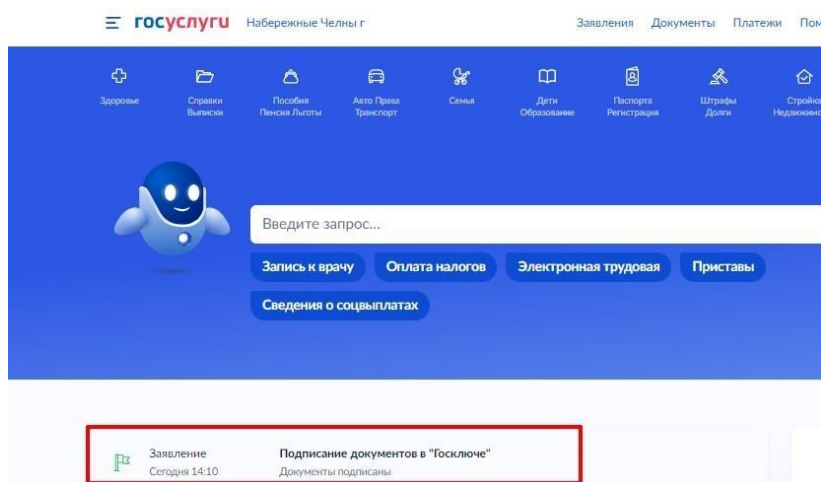 госуслуги Набережные Челны г Заявления Документы Платежи
Здоровье
Справки Выписки
Пособия Пенсия Льготы
Авто Права Транспорт
Семья
Дети Образование
Паспорта Регистрация
Штрафы Долги
Введите запрос...
Запись к врачу Оплата налогов Электронная трудовая Приставы
Сведения о соцвыплатах
Заявление Подписание документов в "Госключе"
Сегодня 14:10 Документы подписаны